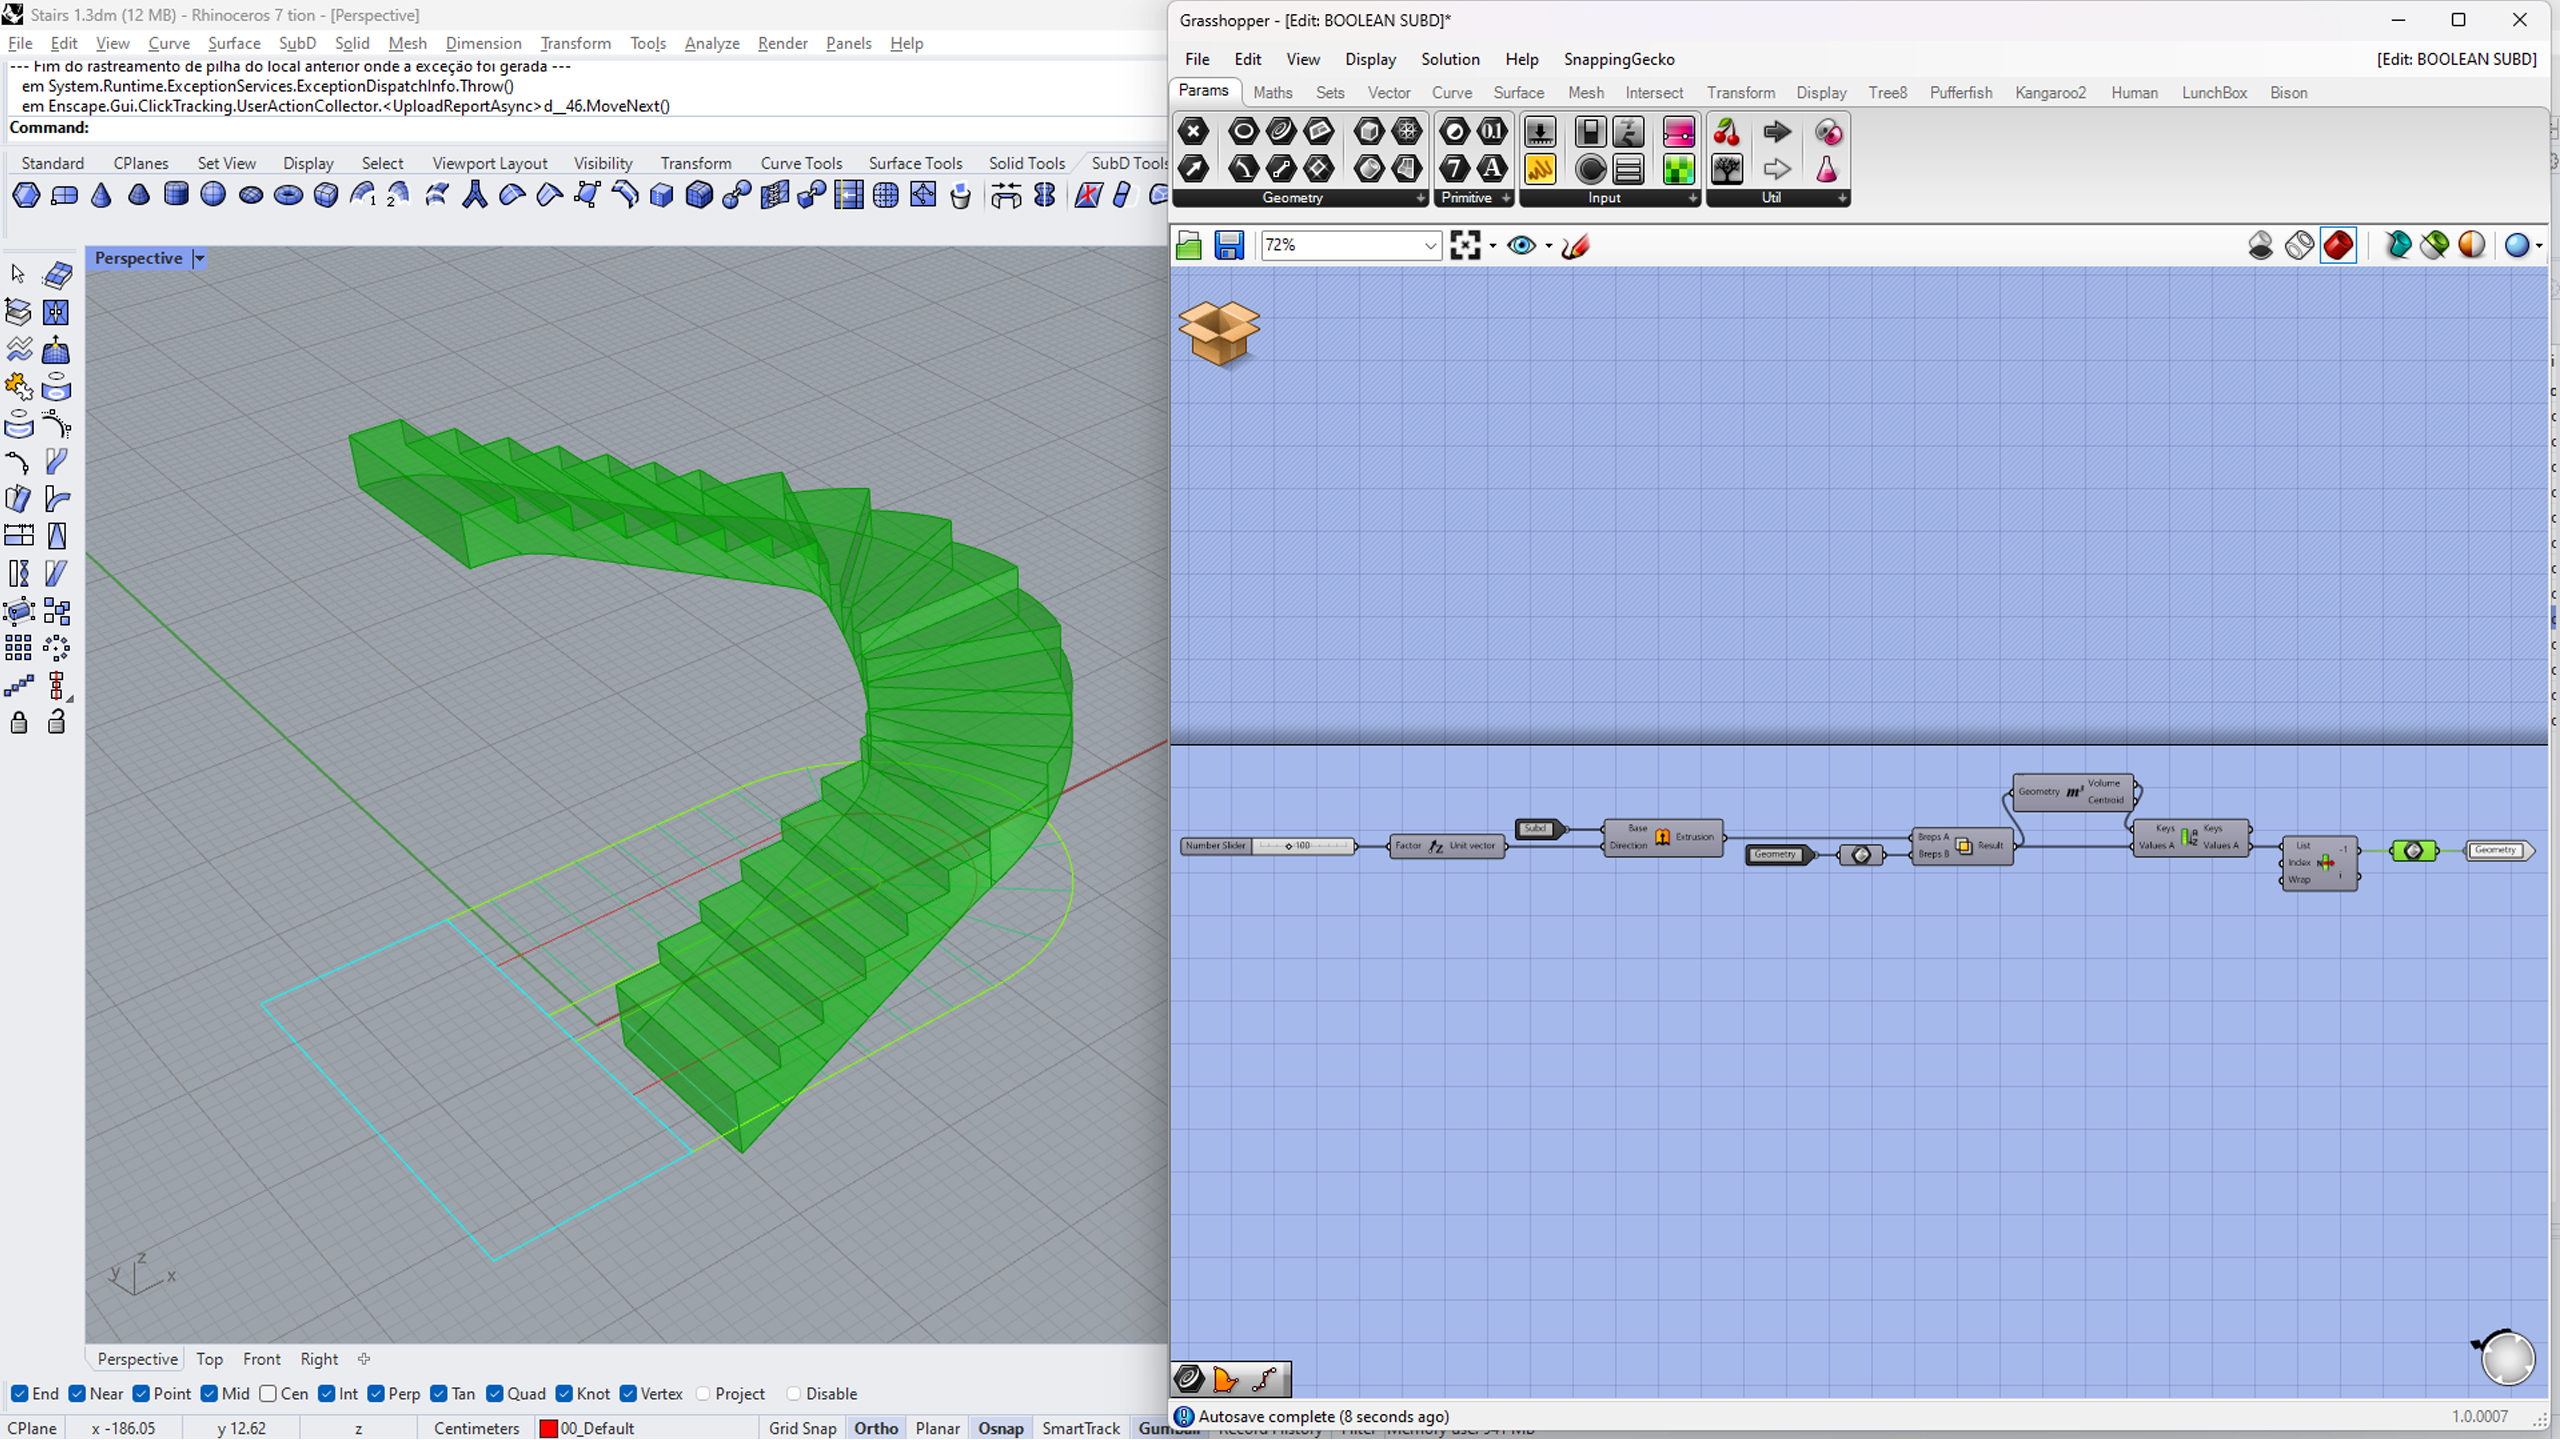 Stairs 1.3dm (12 MB) - Rhinoceros 7 tion - [Perspective]
File Edit View Curve Surface SubD Solid Mesh Dimension Transform Tools Analyze Render Panels Help
--- Fim do rastreamento de pilha do local anterior onde a exceção foi gerada ---
em System.Runtime.ExceptionServices.ExceptionDispatchInfo.Throw()
em Enscape.Gui.ClickTracking.UserActionCollector.<UploadReportAsync>d__46.MoveNext()
Command:
Standard CPlanes Set View Display Select Viewport Layout Visibility Transform Curve Tools Surface Tools Solid Tools SubD Tools
Perspective
z
y
x
Perspective Top Front Right
End Near Point Mid Cen Int Perp Tan Quad Knot Vertex Project Disable
CPlane x -186.05 y 12.62 z Centimeters 00_Default Grid Snap Ortho Planar Osnap SmartTrack Gumball
Grasshopper - [Edit: BOOLEAN SUBD]*
File Edit View Display Solution Help SnappingGecko [Edit: BOOLEAN SUBD]
Params Maths Sets Vector Curve Surface Mesh Intersect Transform Display Tree8 Pufferfish Kangaroo2 Human LunchBox Bison
Geometry Primitive Input Util
72%
Number Slider 100
Factor Unit vector
Subd
Base Extrusion
Direction
Geometry
Breps A Result
Breps B
Geometry m³ Volume
Centroid
Keys Keys
Values A Values A
List -1
Index i
Wrap
Geometry
Autosave complete (8 seconds ago) 1.0.0007